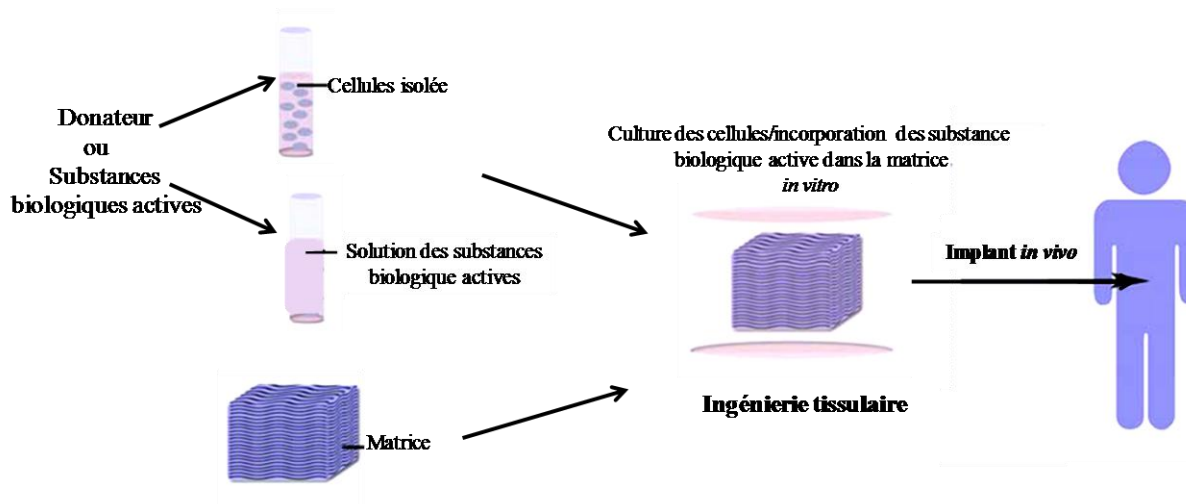 Donateur
ou
Substances
biologiques actives
Cellules isolée
Solution des substances
biologique actives
Matrice
Culture des cellules/incorporation des substance
biologique active dans la matrice
in vitro
Ingénierie tissulaire
Implant in vivo